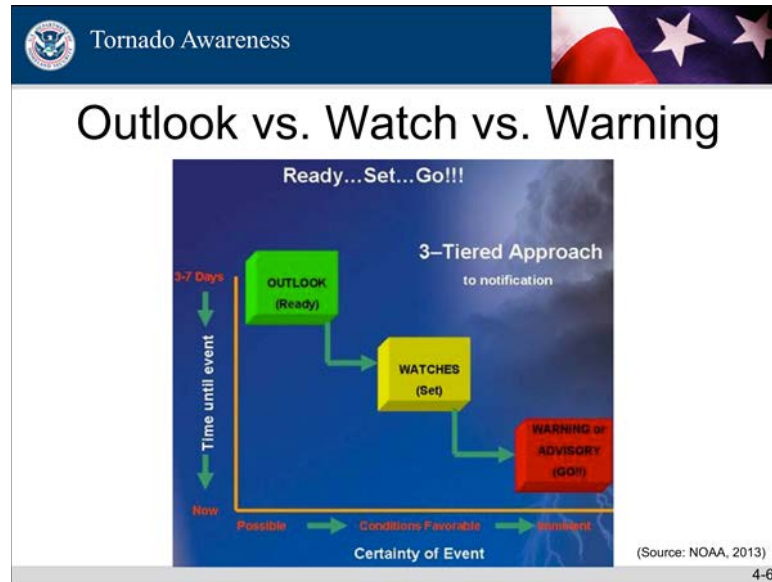 Tornado Awareness
Outlook vs. Watch vs. Warning
Ready...Set...Go!!!
3–Tiered Approach
to notification
3-7 Days
OUTLOOK
(Ready)
Time until event
WATCHES
(Set)
WARNING or
ADVISORY
(GO!!)
Now
Possible
Conditions Favorable
Imminent
Certainty of Event
(Source: NOAA, 2013)
4-6